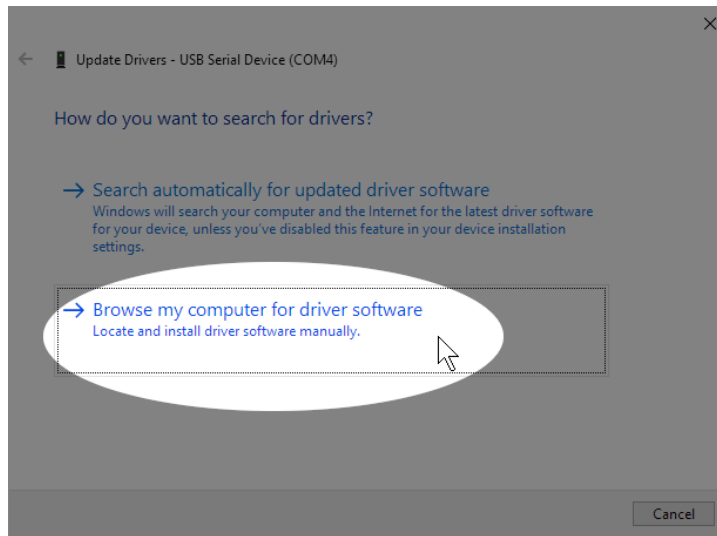 Update Drivers - USB Serial Device (COM4)
How do you want to search for drivers?
Search automatically for updated driver software
Windows will search your computer and the Internet for the latest driver software
for your device, unless you've disabled this feature in your device installation
settings.
Browse my computer for driver software
Locate and install driver software manually.
Cancel